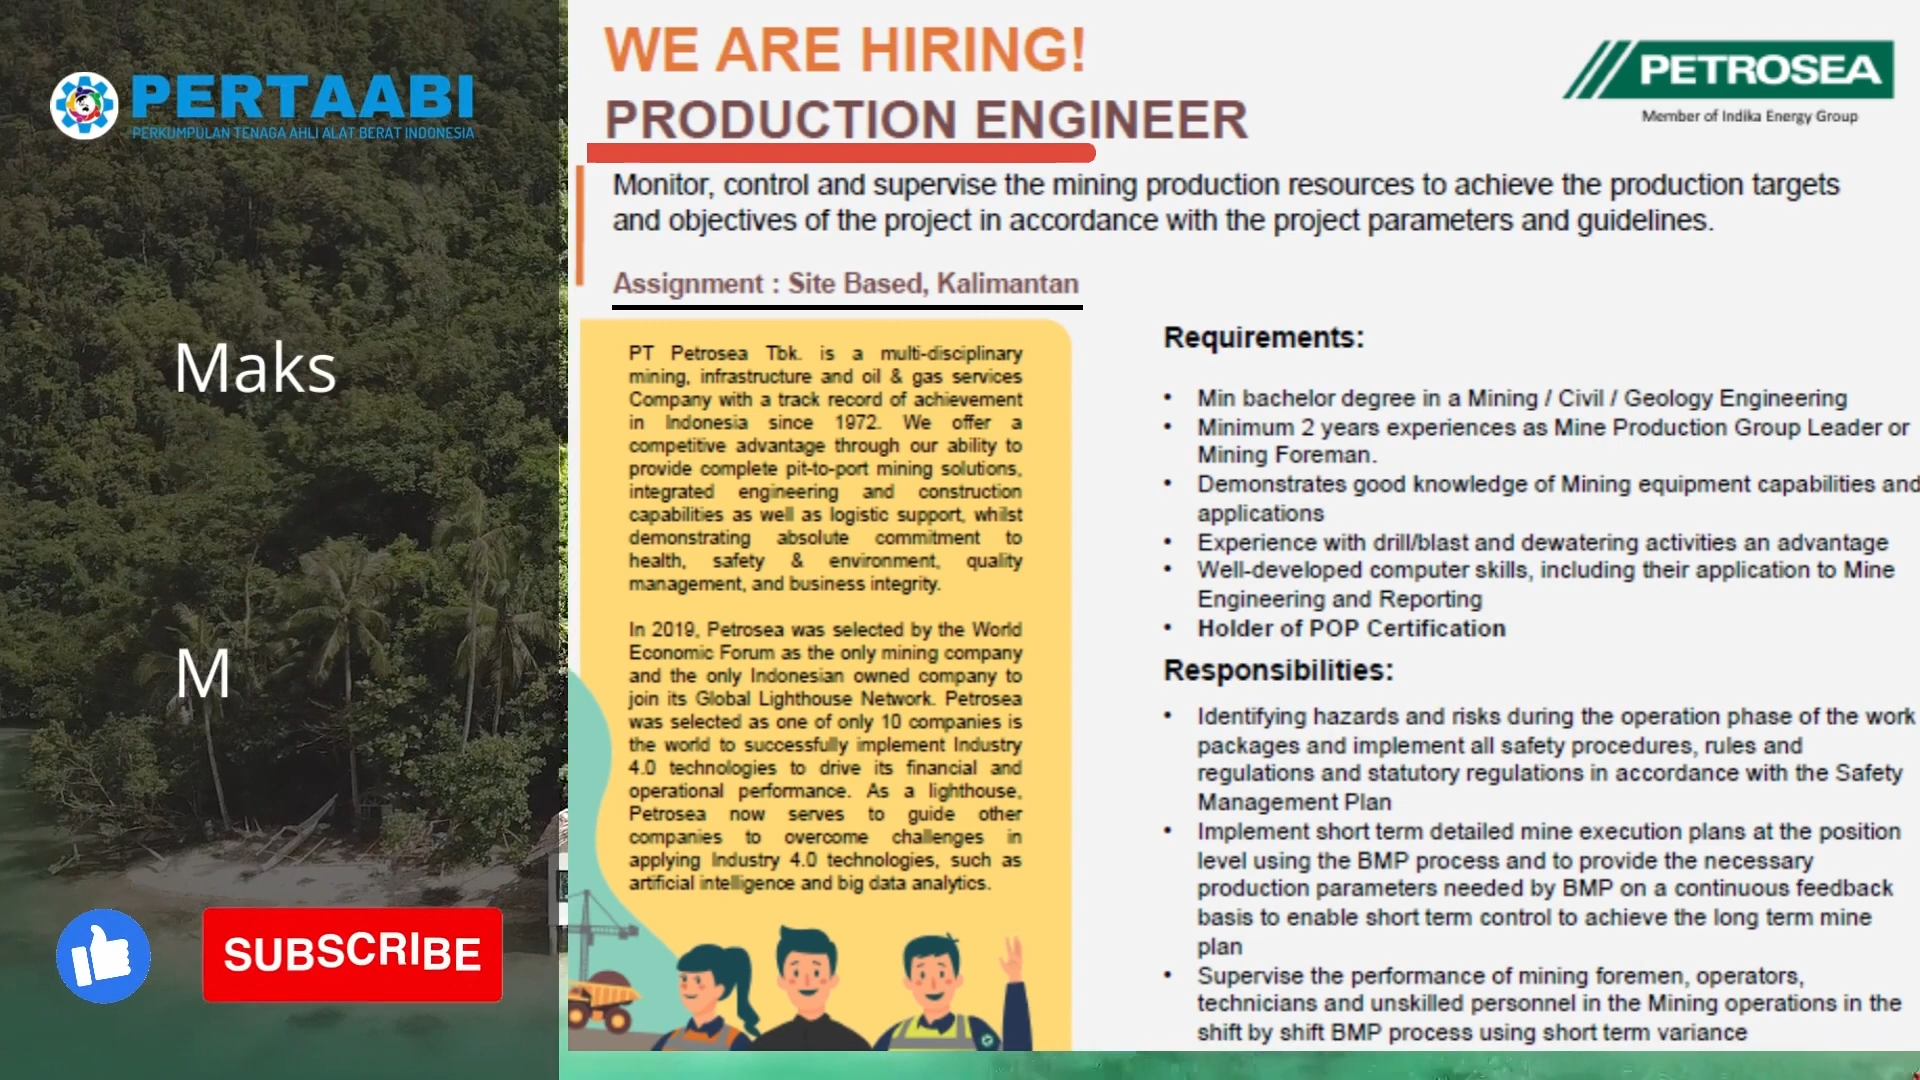 PERTAABI
PERKUMPULAN TENAGA AHLI ALAT BERAT INDONESIA
Maks
M
SUBSCRIBE
WE ARE HIRING!
PRODUCTION ENGINEER
PETROSEA
Member of Indika Energy Group
Monitor, control and supervise the mining production resources to achieve the production targets
and objectives of the project in accordance with the project parameters and guidelines.
Assignment : Site Based, Kalimantan
PT Petrosea Tbk. is a multi-disciplinary
mining, infrastructure and oil & gas services
Company with a track record of achievement
in Indonesia since 1972. We offer a
competitive advantage through our ability to
provide complete pit-to-port mining solutions,
integrated engineering and construction
capabilities as well as logistic support, whilst
demonstrating absolute commitment to
health, safety & environment, quality
management, and business integrity.
In 2019, Petrosea was selected by the World
Economic Forum as the only mining company
and the only Indonesian owned company to
join its Global Lighthouse Network. Petrosea
was selected as one of only 10 companies is
the world to successfully implement Industry
4.0 technologies to drive its financial and
operational performance. As a lighthouse,
Petrosea now serves to guide other
companies to overcome challenges in
applying Industry 4.0 technologies, such as
artificial intelligence and big data analytics.
Requirements:
• Min bachelor degree in a Mining / Civil / Geology Engineering
• Minimum 2 years experiences as Mine Production Group Leader or
Mining Foreman.
• Demonstrates good knowledge of Mining equipment capabilities and
applications
• Experience with drill/blast and dewatering activities an advantage
• Well-developed computer skills, including their application to Mine
Engineering and Reporting
• Holder of POP Certification
Responsibilities:
• Identifying hazards and risks during the operation phase of the work
packages and implement all safety procedures, rules and
regulations and statutory regulations in accordance with the Safety
Management Plan
• Implement short term detailed mine execution plans at the position
level using the BMP process and to provide the necessary
production parameters needed by BMP on a continuous feedback
basis to enable short term control to achieve the long term mine
plan
• Supervise the performance of mining foremen, operators,
technicians and unskilled personnel in the Mining operations in the
shift by shift BMP process using short term variance